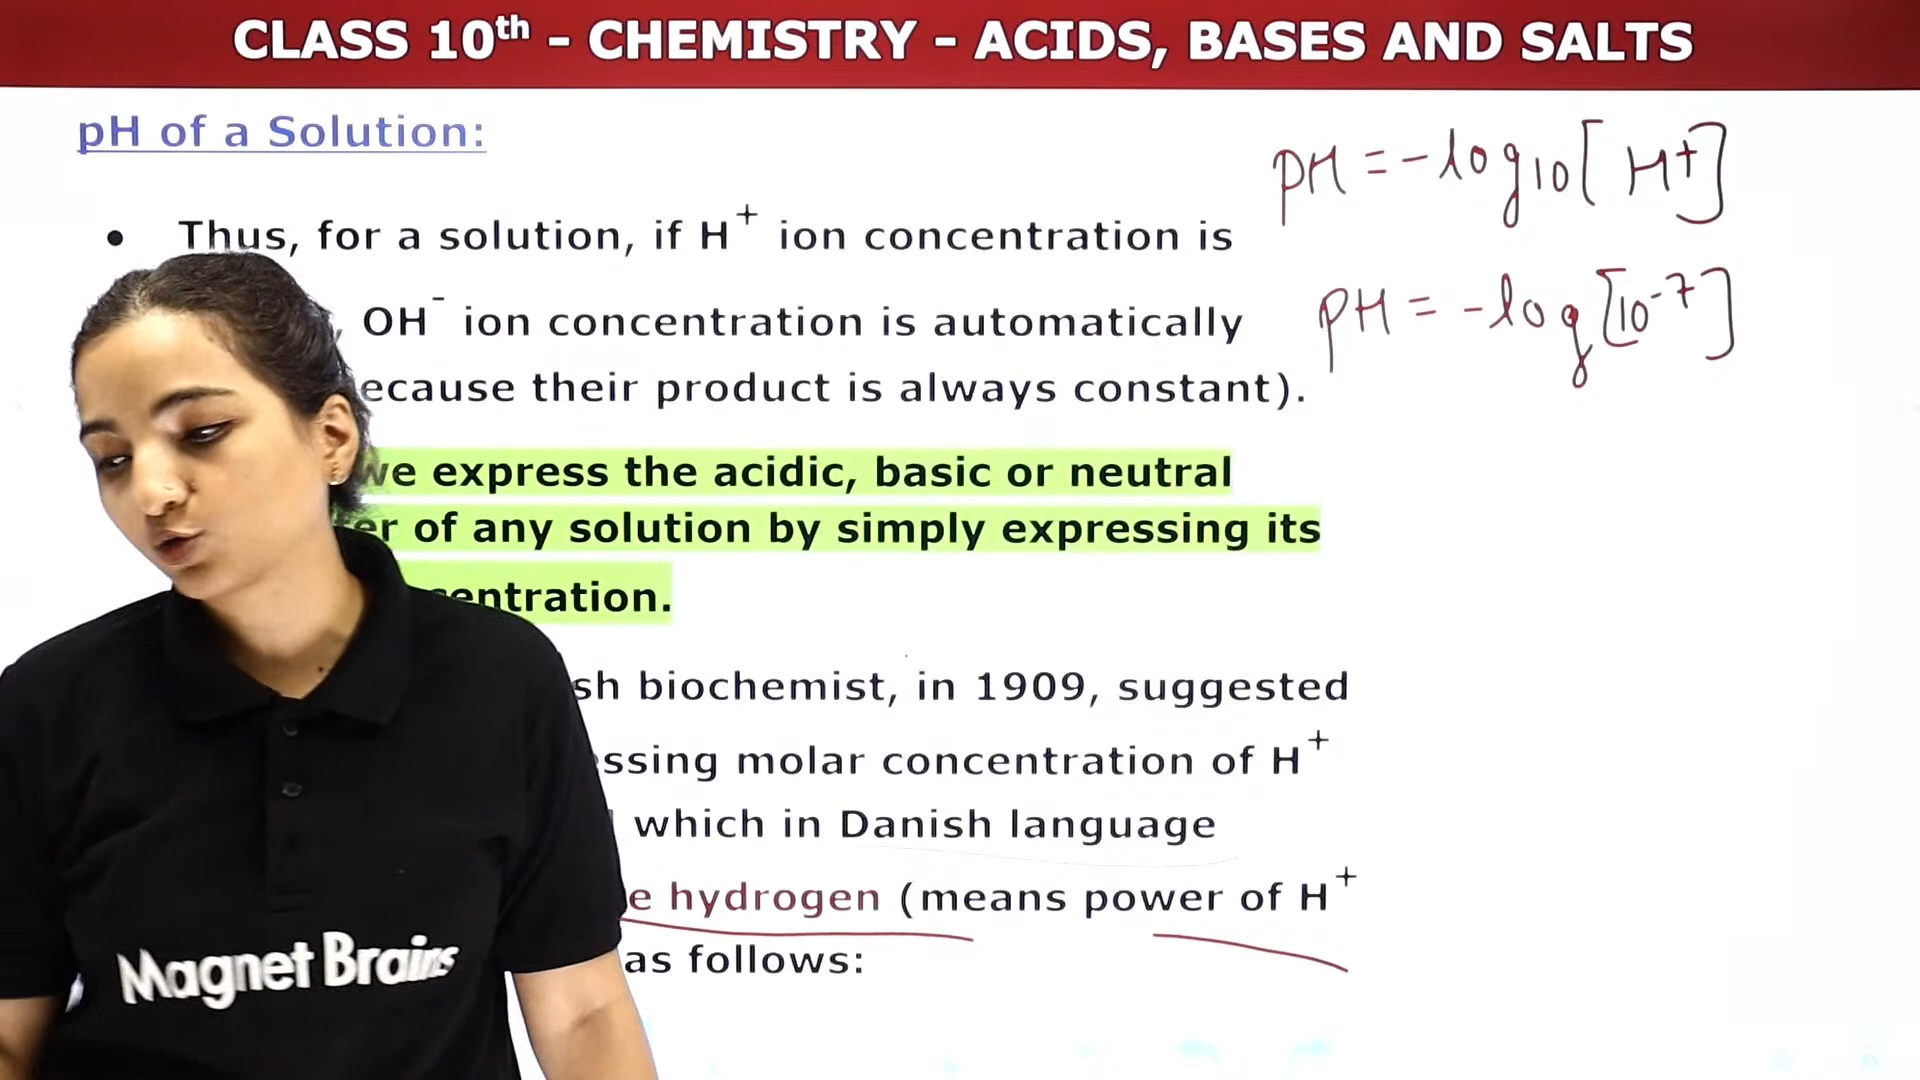 CLASS 10th - CHEMISTRY - ACIDS, BASES AND SALTS
pH of a Solution:
pH = -log10[H+]
• Thus, for a solution, if H+ ion concentration is
OH- ion concentration is automatically
pH = -log[10-7]
ecause their product is always constant).
we express the acidic, basic or neutral
er of any solution by simply expressing its
centration.
sh biochemist, in 1909, suggested
ssing molar concentration of H+
which in Danish language
e hydrogen (means power of H+
as follows:
Magnet Brains